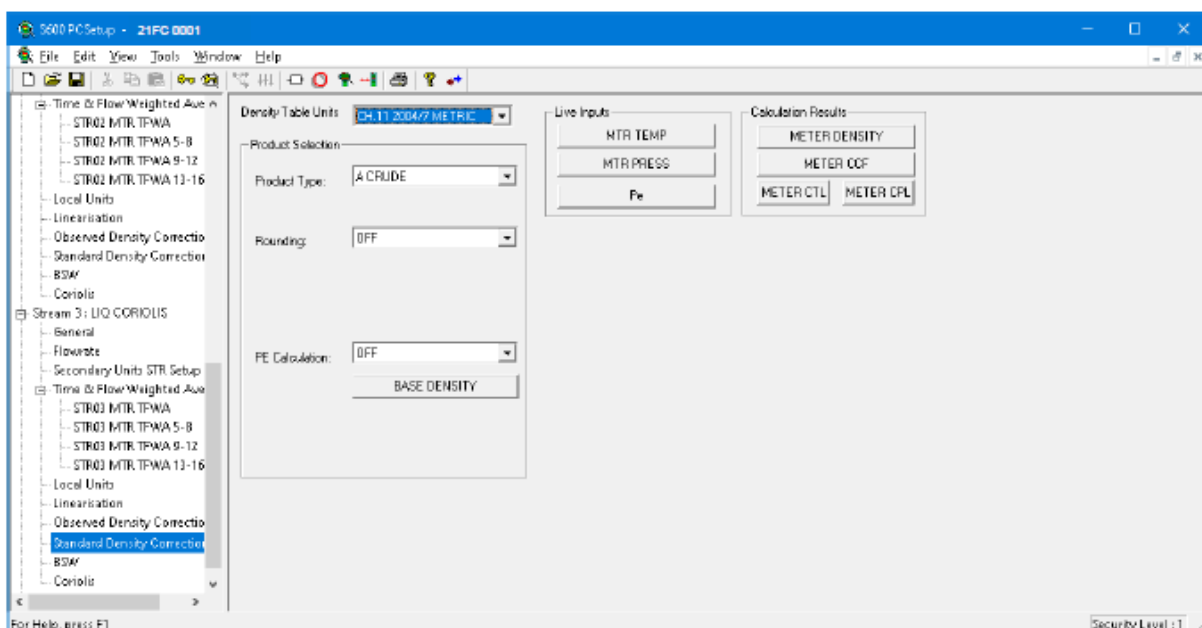 S600 PCSetup - 21FC 0001
File Edit View Tools Window Help
Time & Flow Weighted Ave
STR02 MTR TFWA
STR02 MTR TFWA 5-8
STR02 MTR TFWA 9-12
STR02 MTR TFWA 13-16
Local Units
Linearisation
Observed Density Correctio
Standard Density Correction
BSW
Coriolis
Stream 3: LIQ CORIOLIS
General
Flowrate
Secondary Units STR Setup
Time & Flow Weighted Ave
STR03 MTR TFWA
STR03 MTR TFWA 5-8
STR03 MTR TFWA 9-12
STR03 MTR TFWA 13-16
Local Units
Linearisation
Observed Density Correctio
Standard Density Correction
BSW
Coriolis
Density Table Units CH.11 2004/7 METRIC
Product Selection
Product Type: A CRUDE
Rounding: OFF
PE Calculation: OFF
BASE DENSITY
Live Inputs
MTR TEMP
MTR PRESS
Pe
Calculation Results
METER DENSITY
METER CCF
METER CTL METER CPL
For Help, press F1
Security Level : 1